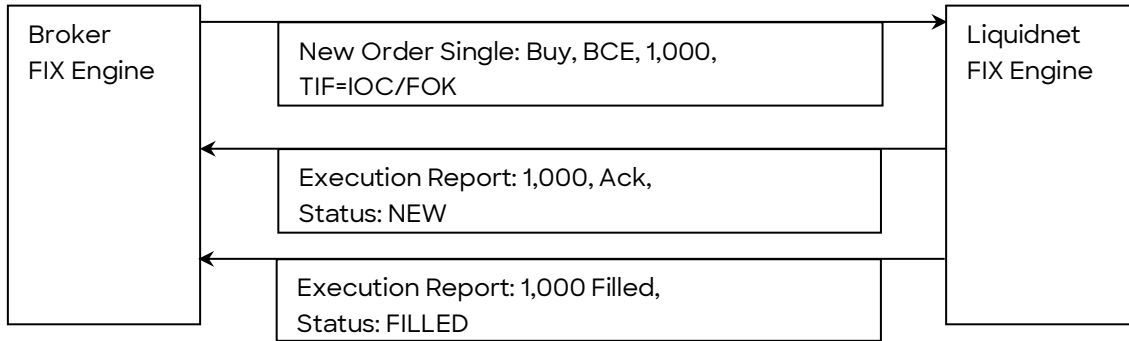 Broker
FIX Engine
New Order Single: Buy, BCE, 1,000,
TIF=IOC/FOK
Liquidnet
FIX Engine
Execution Report: 1,000, Ack,
Status: NEW
Execution Report: 1,000 Filled,
Status: FILLED